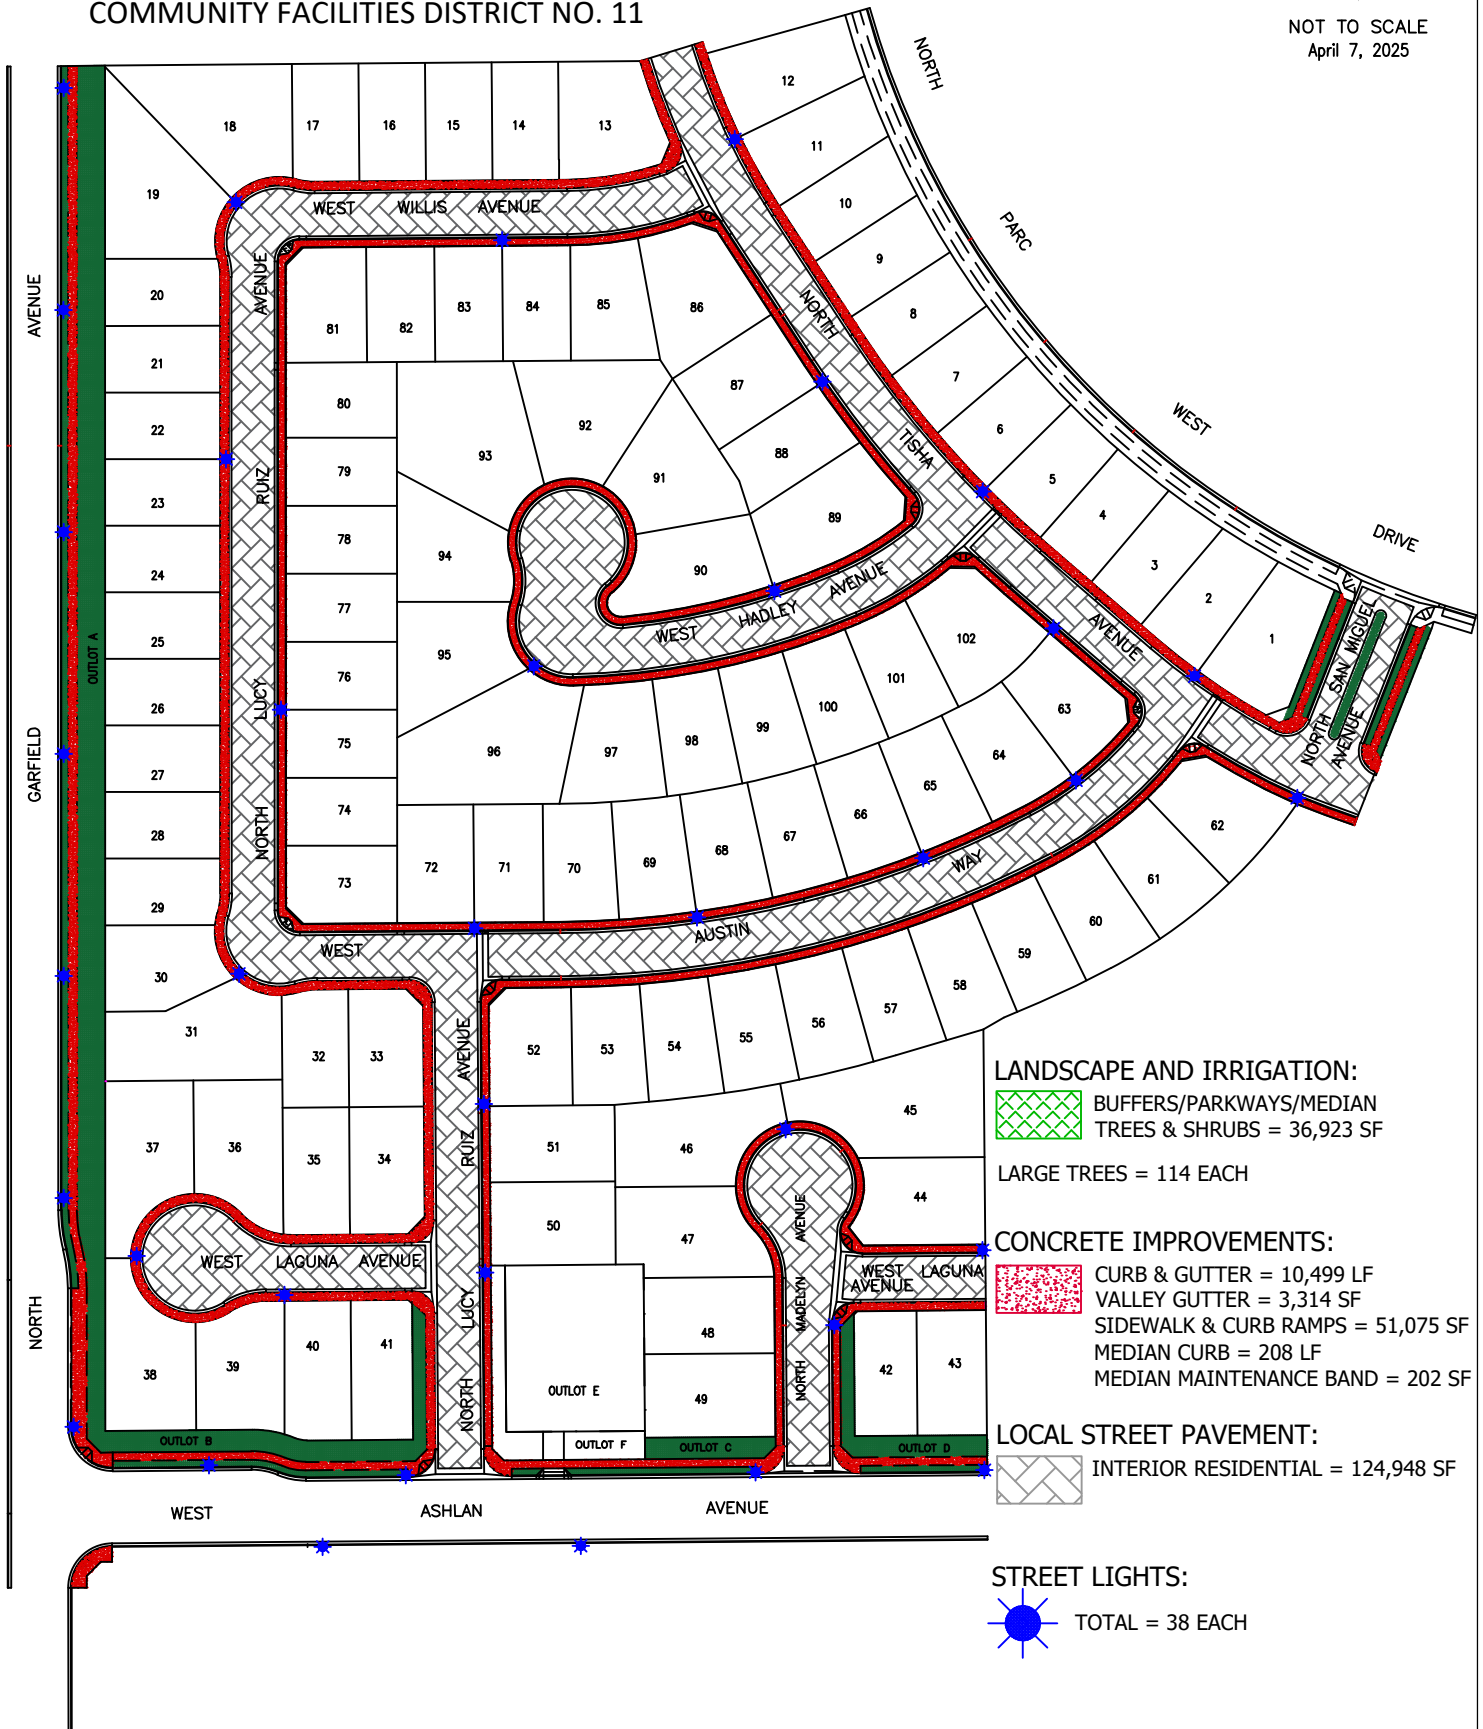 COMMUNITY FACILITIES DISTRICT NO. 11
NOT TO SCALE
April 7, 2025
NORTH
PARC
WEST
DRIVE
12
11
10
9
8
7
6
5
4
3
2
1
18
17
16
15
14
13
19
20
21
22
23
24
25
26
27
28
29
30
31
WEST WILLIS AVENUE
AVENUE
RUIZ
LUCY
NORTH
NORTH
TISHA
AVENUE
NORTH SAN MIGUEL
AVENUE
AVENUE
GARFIELD
NORTH
OUTLOT A
81
82
83
84
85
86
87
88
89
90
91
92
93
94
95
96
97
98
99
100
101
102
80
79
78
77
76
75
74
73
WEST HADLEY AVENUE
72
71
70
69
68
67
66
65
64
63
WEST
AUSTIN
WAY
62
61
60
59
58
57
56
55
54
53
52
32
33
37
36
35
34
AVENUE
RUIZ
LUCY
NORTH
51
50
46
47
45
44
48
49
WEST LAGUNA AVENUE
38
39
40
41
AVENUE
MADELYN
NORTH
WEST LAGUNA
AVENUE
42
43
OUTLOT E
OUTLOT B
OUTLOT F
OUTLOT C
OUTLOT D
WEST
ASHLAN
AVENUE
LANDSCAPE AND IRRIGATION:
BUFFERS/PARKWAYS/MEDIAN
TREES & SHRUBS = 36,923 SF
LARGE TREES = 114 EACH
CONCRETE IMPROVEMENTS:
CURB & GUTTER = 10,499 LF
VALLEY GUTTER = 3,314 SF
SIDEWALK & CURB RAMPS = 51,075 SF
MEDIAN CURB = 208 LF
MEDIAN MAINTENANCE BAND = 202 SF
LOCAL STREET PAVEMENT:
INTERIOR RESIDENTIAL = 124,948 SF
STREET LIGHTS:
TOTAL = 38 EACH